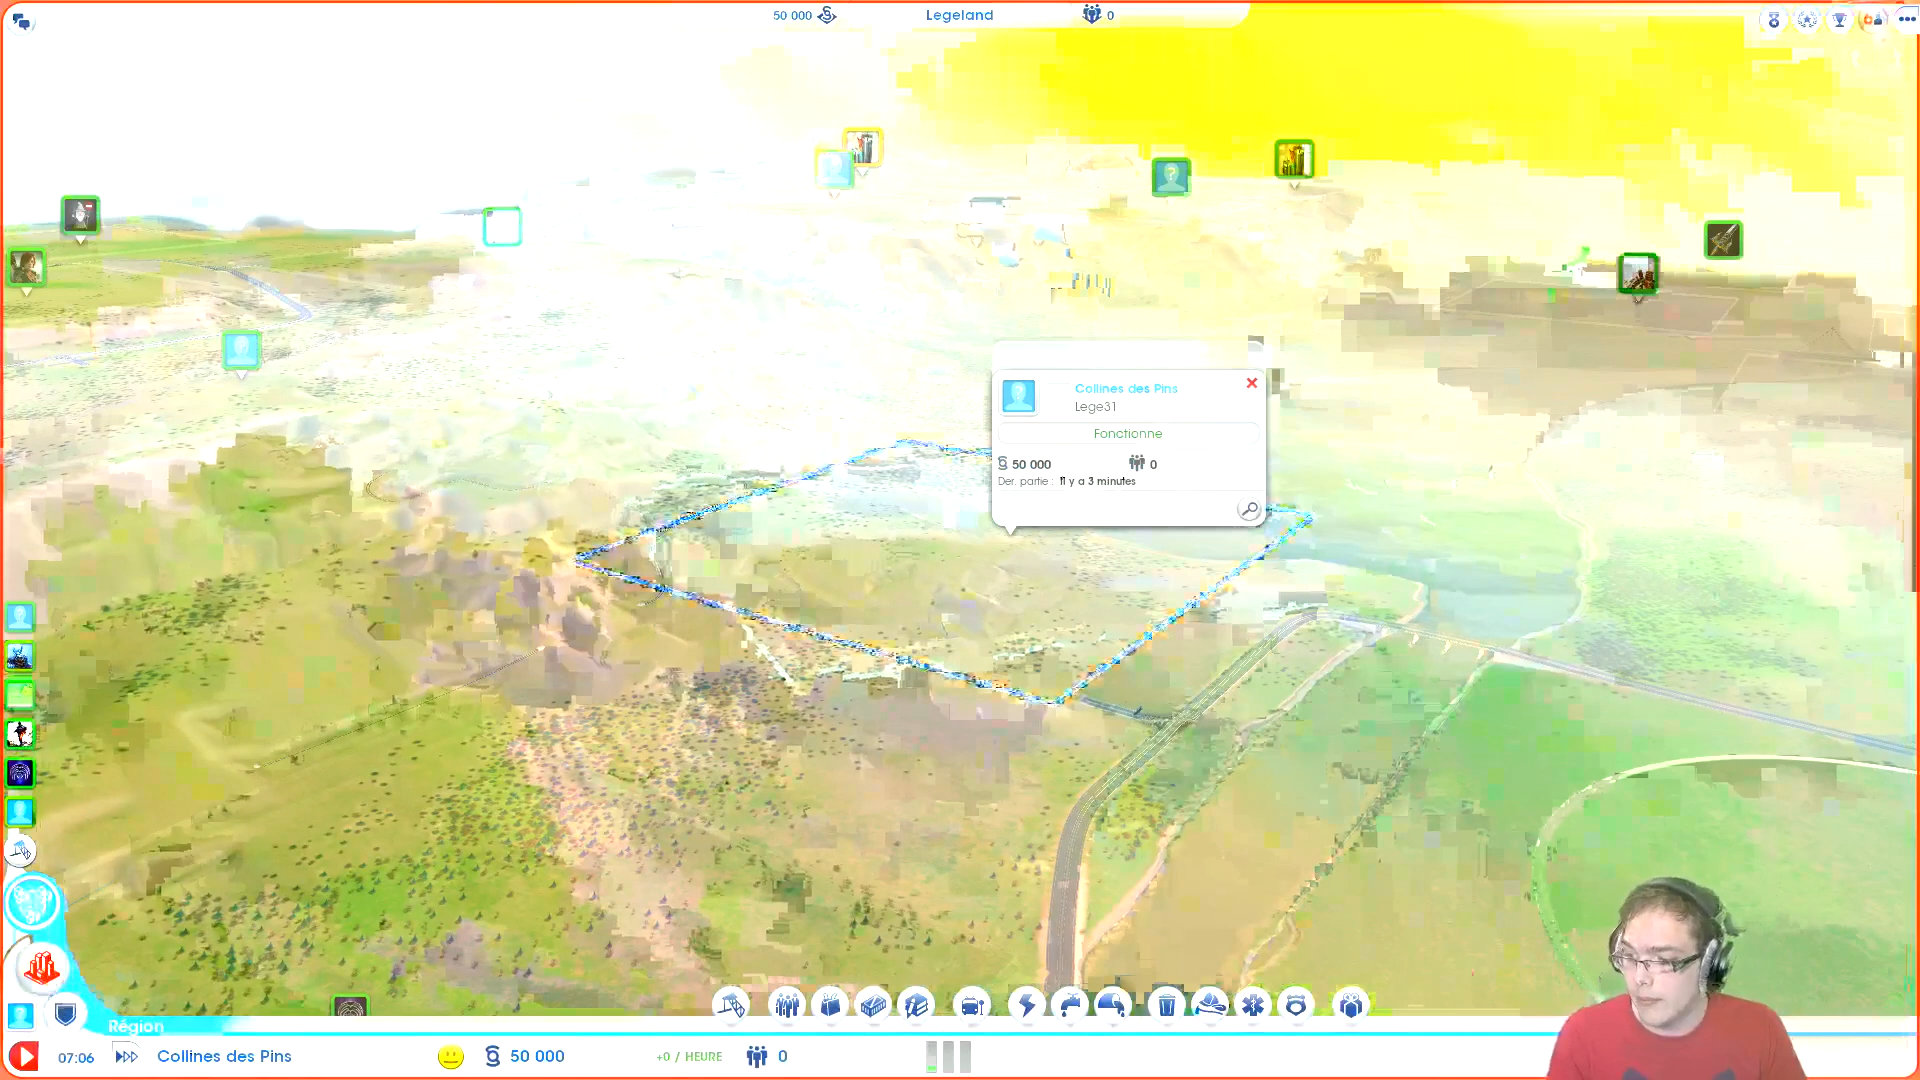 50 000
Legeland
0
Collines des Pins
Lege31
Fonctionne
50 000
0
Der. partie : Il y a 3 minutes
Région
07:06
Collines des Pins
50 000
+0 / HEURE
0